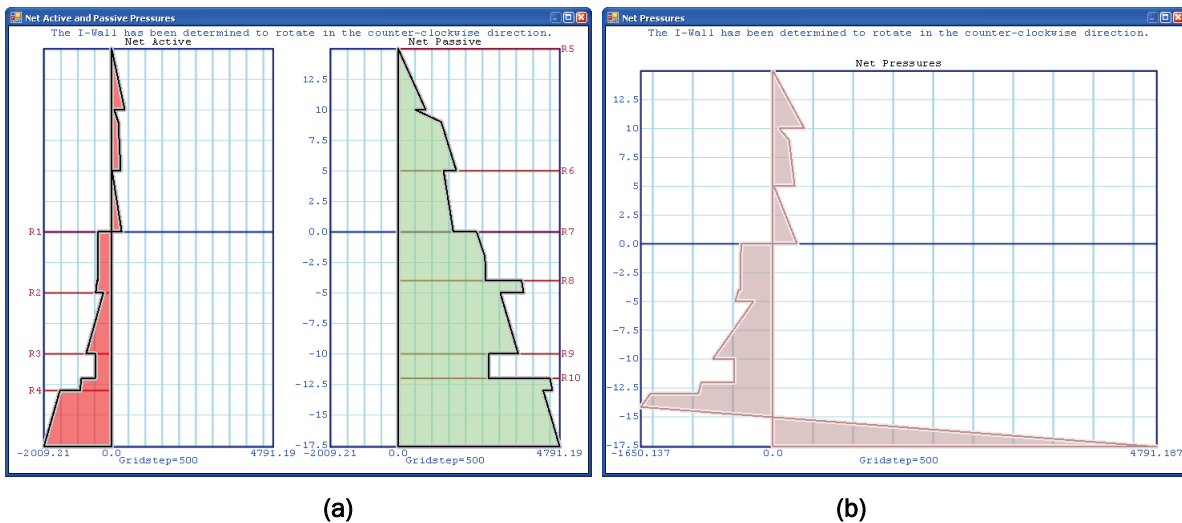 Net Active and Passive Pressures
The I-Wall has been determined to rotate in the counter-clockwise direction.
Net Active
Net Passive
R5
12.5
10
7.5
5
R6
2.5
R1
0.0
R7
-2.5
R8
R2
-5
-7.5
R3
-10
R9
R10
R4
-12.5
-15
-17.5
-2009.21
0.0
4791.19
Gridstep=500
-2009.21
0.0
4791.19
Gridstep=500
(a)
Net Pressures
The I-Wall has been determined to rotate in the counter-clockwise direction.
Net Pressures
12.5
10
7.5
5
2.5
0.0
-2.5
-5
-7.5
-10
-12.5
-15
-17.5
-1650.137
0.0
4791.187
Gridstep=500
(b)